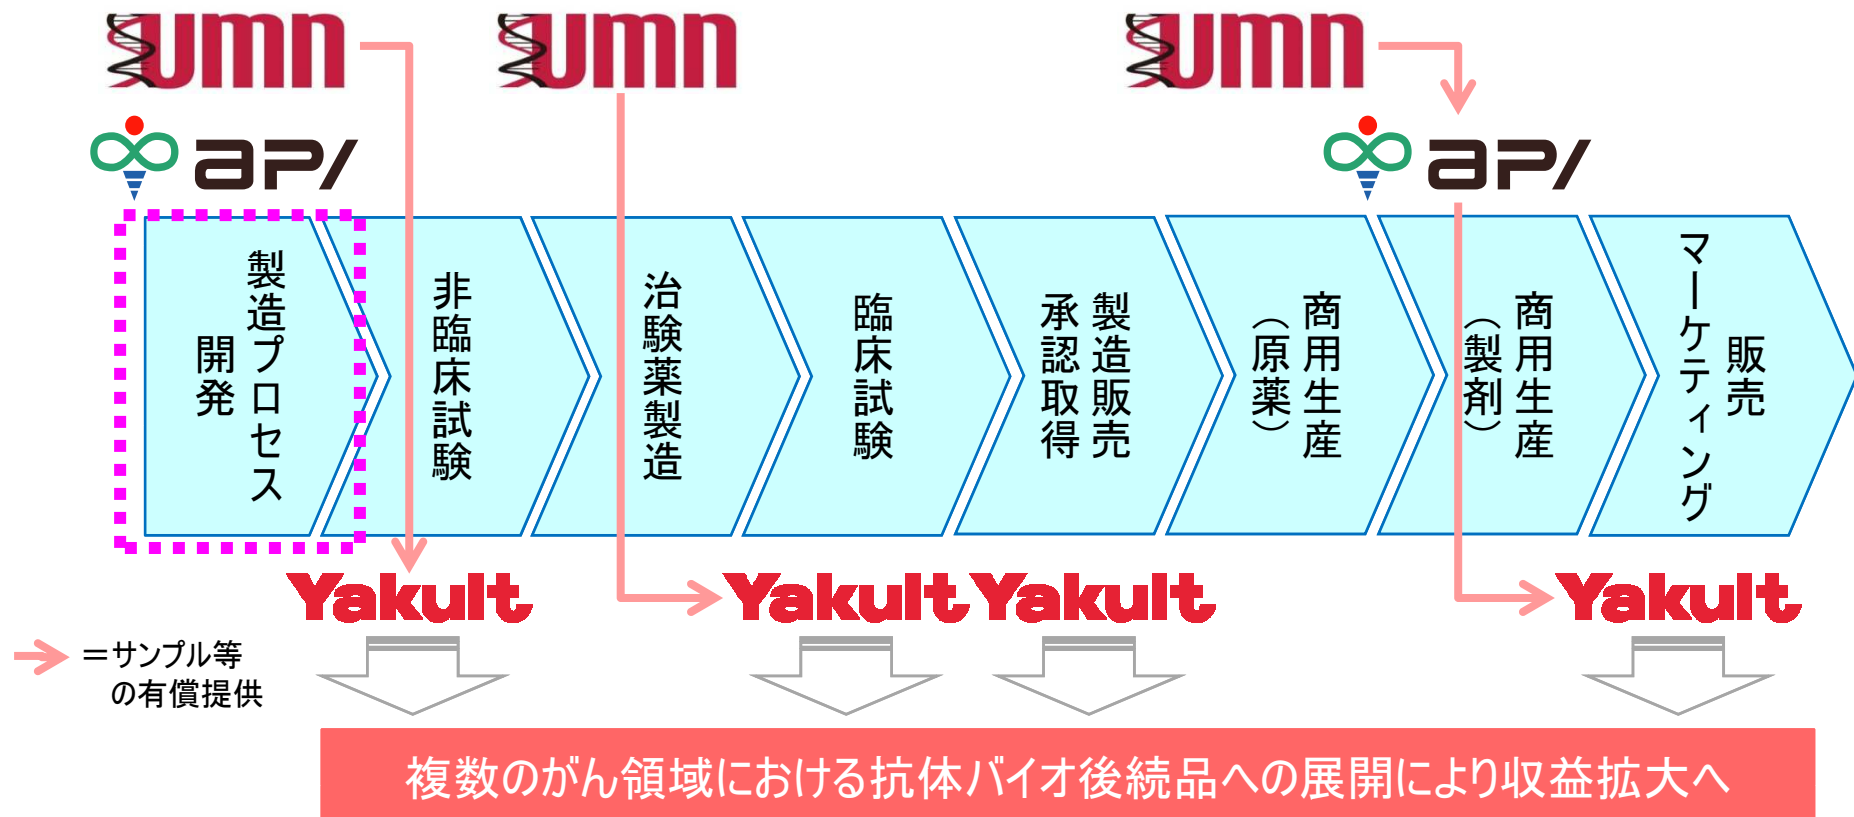 umn
umn
umn
api
api
製造プロセス
開発
非臨床試験
治験薬製造
臨床試験
製造販売
承認取得
商用生産
（原薬）
商用生産
（製剤）
販売
マーケティング
Yakult
Yakult
Yakult
Yakult
＝サンプル等
の有償提供
複数のがん領域における抗体バイオ後続品への展開により収益拡大へ